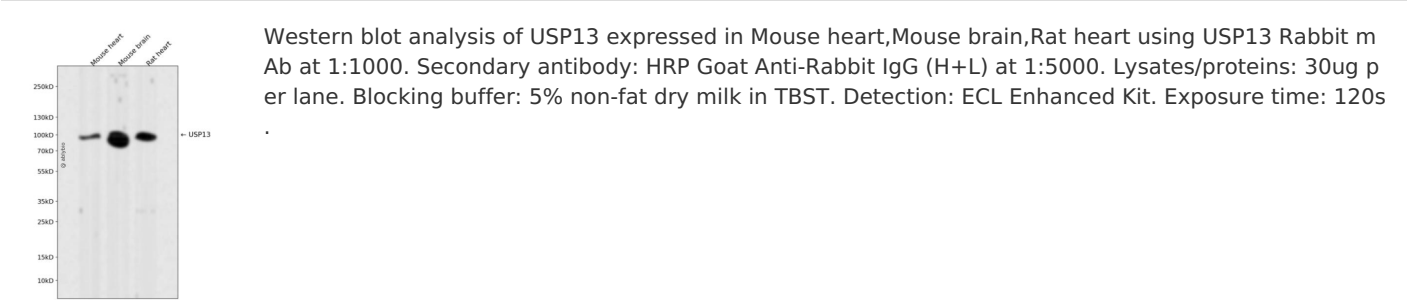 Mouse heart
Mouse brain
Rat heart
Western blot analysis of USP13 expressed in Mouse heart,Mouse brain,Rat heart using USP13 Rabbit m
Ab at 1:1000. Secondary antibody: HRP Goat Anti-Rabbit IgG (H+L) at 1:5000. Lysates/proteins: 30ug p
er lane. Blocking buffer: 5% non-fat dry milk in TBST. Detection: ECL Enhanced Kit. Exposure time: 120s
.
250kD
130kD
100kD
← USP13
70kD
55kD
35kD
25kD
15kD
10kD
@ abybro